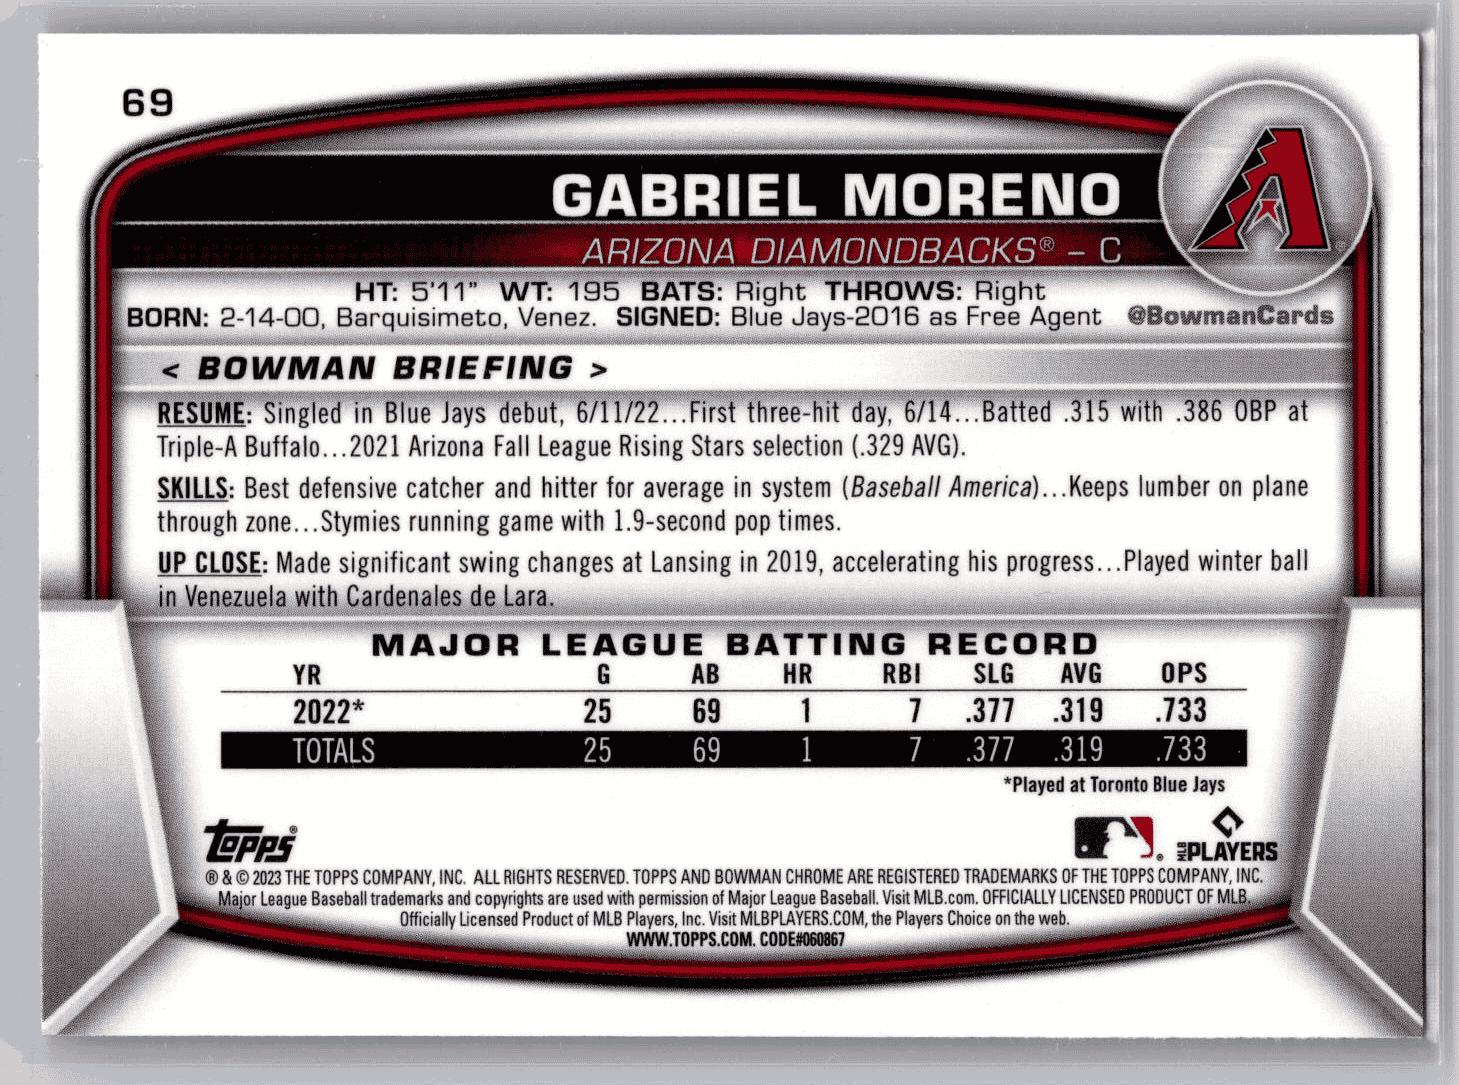 69
GABRIEL MORENO
ARIZONA DIAMONDBACKS® – C
HT: 5'11" WT: 195 BATS: Right THROWS: Right
BORN: 2-14-00, Barquisimeto, Venez. SIGNED: Blue Jays-2016 as Free Agent @BowmanCards
< BOWMAN BRIEFING >
RESUME: Singled in Blue Jays debut, 6/11/22...First three-hit day, 6/14...Batted .315 with .386 OBP at
Triple-A Buffalo...2021 Arizona Fall League Rising Stars selection (.329 AVG).
SKILLS: Best defensive catcher and hitter for average in system (Baseball America)...Keeps lumber on plane
through zone...Stymies running game with 1.9-second pop times.
UP CLOSE: Made significant swing changes at Lansing in 2019, accelerating his progress...Played winter ball
in Venezuela with Cardenales de Lara.
MAJOR LEAGUE BATTING RECORD
YR G AB HR RBI SLG AVG OPS
2022* 25 69 1 7 .377 .319 .733
TOTALS 25 69 1 7 .377 .319 .733
*Played at Toronto Blue Jays
Topps®
MLB PLAYERS
® & © 2023 THE TOPPS COMPANY, INC. ALL RIGHTS RESERVED. TOPPS AND BOWMAN CHROME ARE REGISTERED TRADEMARKS OF THE TOPPS COMPANY, INC.
Major League Baseball trademarks and copyrights are used with permission of Major League Baseball. Visit MLB.com. OFFICIALLY LICENSED PRODUCT OF MLB.
Officially Licensed Product of MLB Players, Inc. Visit MLBPLAYERS.COM, the Players Choice on the web.
WWW.TOPPS.COM. CODE#060867